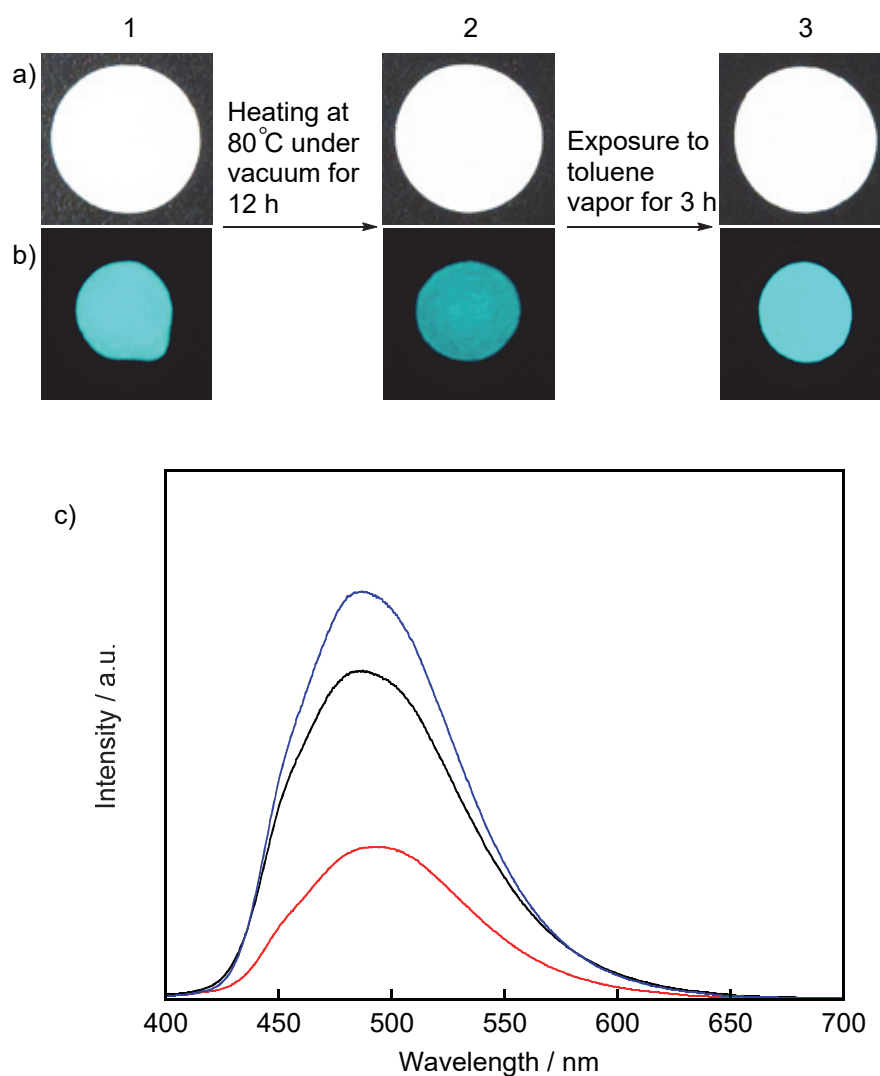 1 2 3
a)
Heating at
80°C under
vacuum for
12 h
Exposure to
toluene
vapor for 3 h
b)
c)
Intensity / a.u.
400 450 500 550 600 650 700
Wavelength / nm